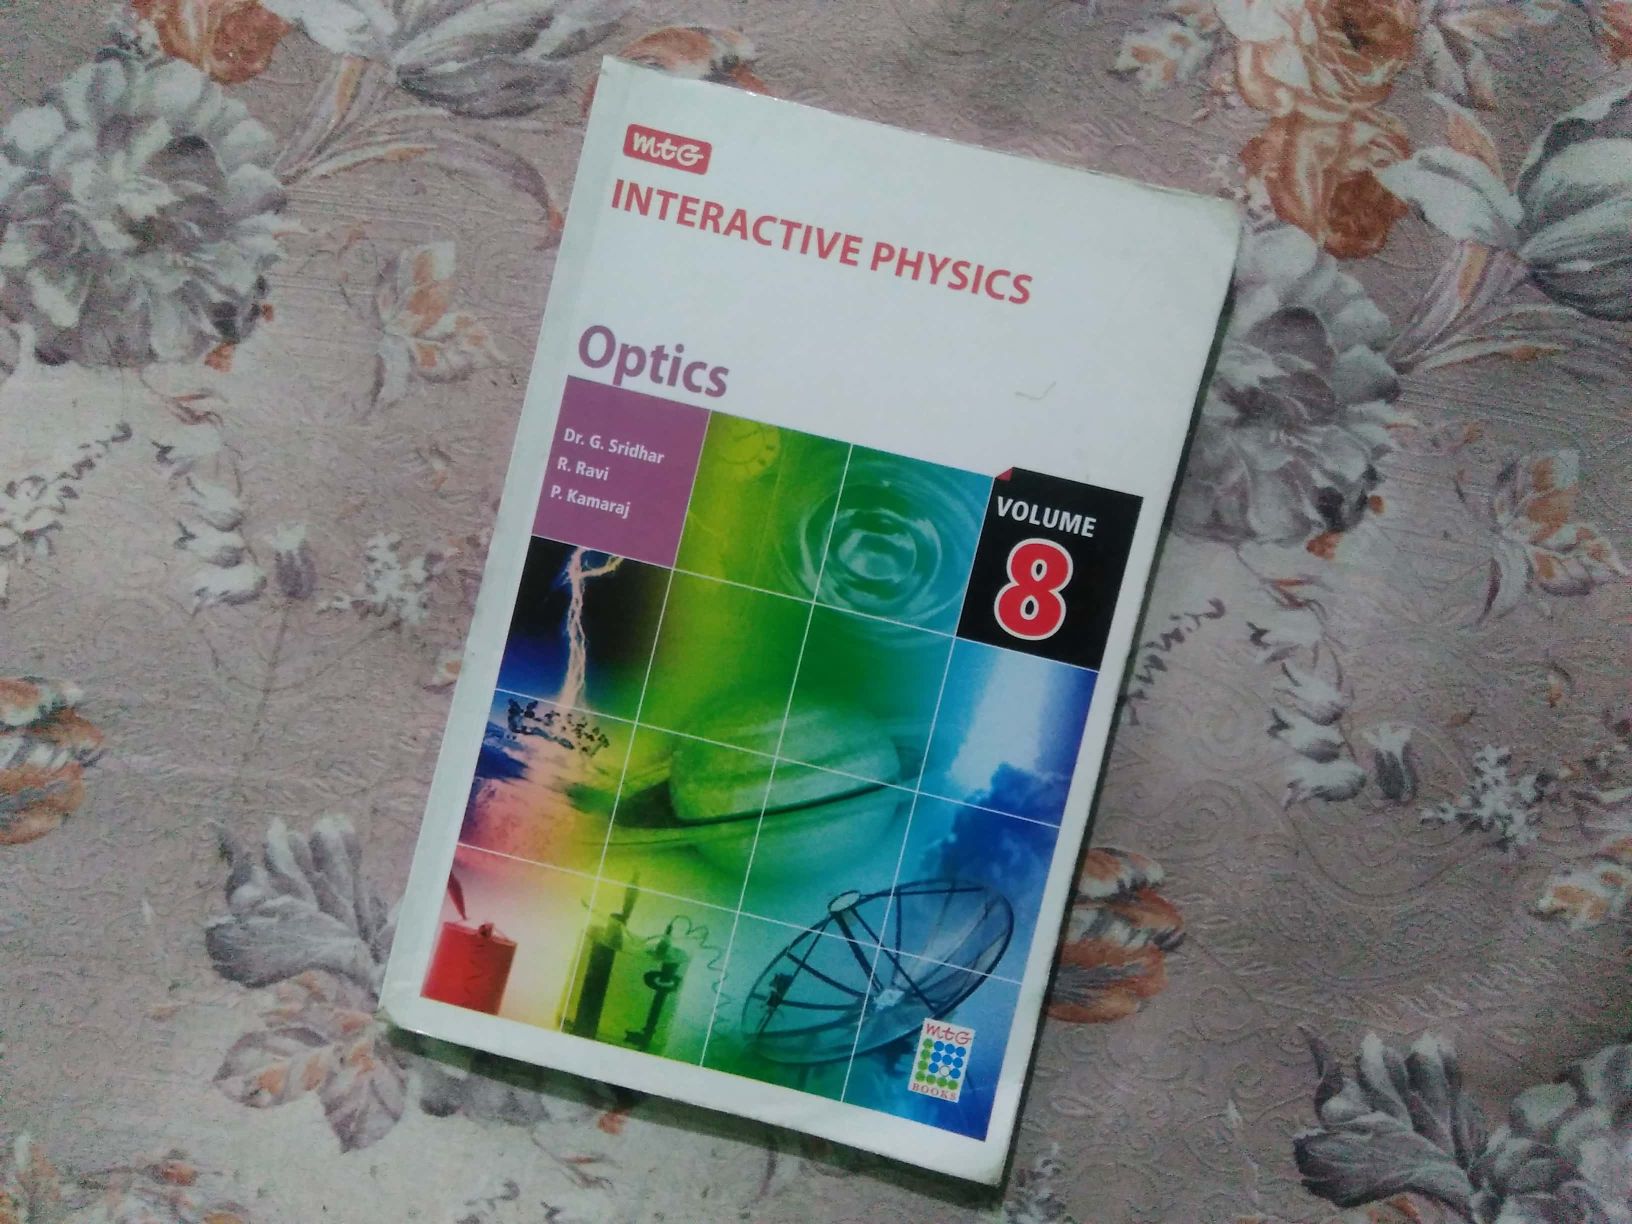 mtG
INTERACTIVE PHYSICS
Optics
Dr. G. Sridhar
R. Ravi
P. Kamaraj
VOLUME
8
mtG
BOOKS